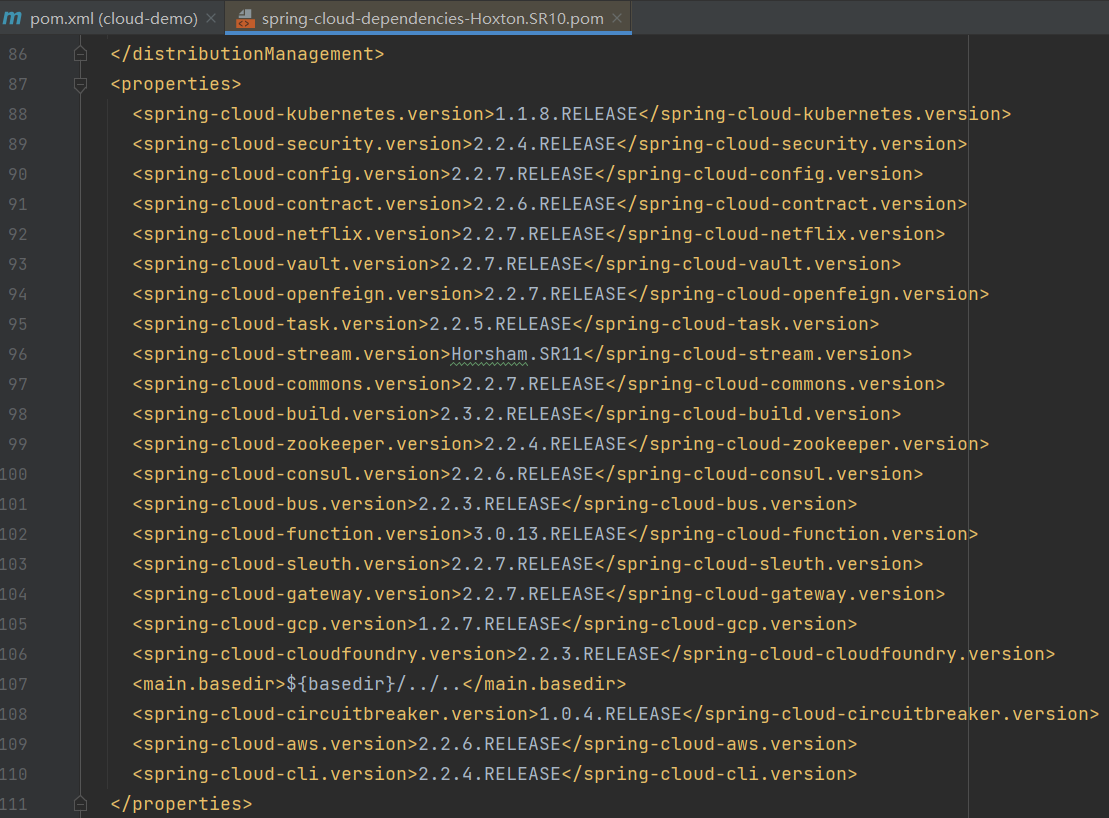 m pom.xml (cloud-demo) × spring-cloud-dependencies-Hoxton.SR10.pom ×
86 </distributionManagement>
87 <properties>
88 <spring-cloud-kubernetes.version>1.1.8.RELEASE</spring-cloud-kubernetes.version>
89 <spring-cloud-security.version>2.2.4.RELEASE</spring-cloud-security.version>
90 <spring-cloud-config.version>2.2.7.RELEASE</spring-cloud-config.version>
91 <spring-cloud-contract.version>2.2.6.RELEASE</spring-cloud-contract.version>
92 <spring-cloud-netflix.version>2.2.7.RELEASE</spring-cloud-netflix.version>
93 <spring-cloud-vault.version>2.2.7.RELEASE</spring-cloud-vault.version>
94 <spring-cloud-openfeign.version>2.2.7.RELEASE</spring-cloud-openfeign.version>
95 <spring-cloud-task.version>2.2.5.RELEASE</spring-cloud-task.version>
96 <spring-cloud-stream.version>Horsham.SR11</spring-cloud-stream.version>
97 <spring-cloud-commons.version>2.2.7.RELEASE</spring-cloud-commons.version>
98 <spring-cloud-build.version>2.3.2.RELEASE</spring-cloud-build.version>
99 <spring-cloud-zookeeper.version>2.2.4.RELEASE</spring-cloud-zookeeper.version>
100 <spring-cloud-consul.version>2.2.6.RELEASE</spring-cloud-consul.version>
101 <spring-cloud-bus.version>2.2.3.RELEASE</spring-cloud-bus.version>
102 <spring-cloud-function.version>3.0.13.RELEASE</spring-cloud-function.version>
103 <spring-cloud-sleuth.version>2.2.7.RELEASE</spring-cloud-sleuth.version>
104 <spring-cloud-gateway.version>2.2.7.RELEASE</spring-cloud-gateway.version>
105 <spring-cloud-gcp.version>1.2.7.RELEASE</spring-cloud-gcp.version>
106 <spring-cloud-cloudfoundry.version>2.2.3.RELEASE</spring-cloud-cloudfoundry.version>
107 <main.basedir>${basedir}/../..</main.basedir>
108 <spring-cloud-circuitbreaker.version>1.0.4.RELEASE</spring-cloud-circuitbreaker.version>
109 <spring-cloud-aws.version>2.2.6.RELEASE</spring-cloud-aws.version>
110 <spring-cloud-cli.version>2.2.4.RELEASE</spring-cloud-cli.version>
111 </properties>